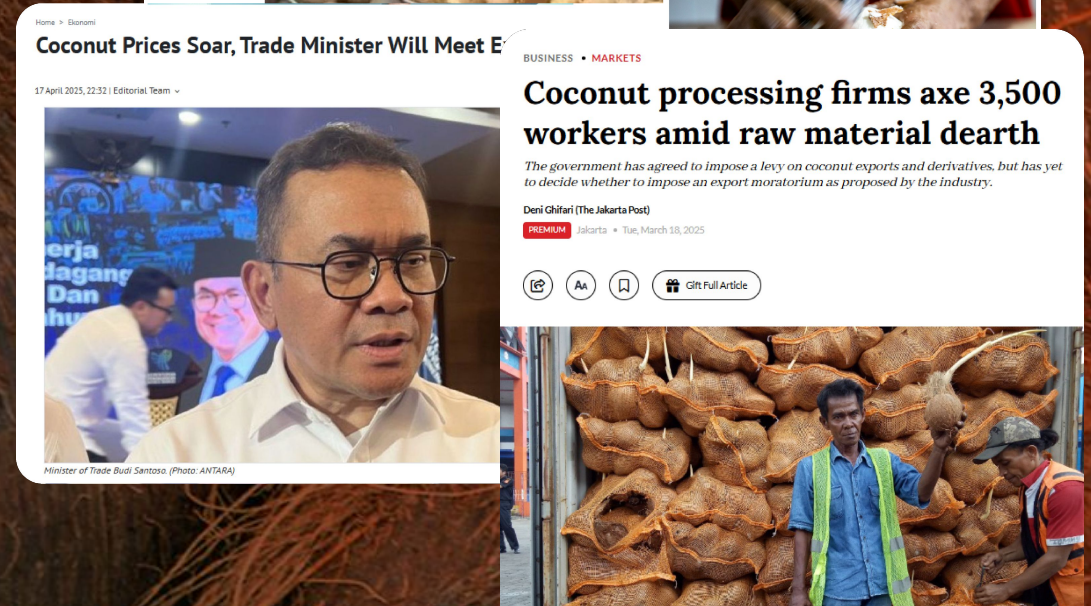 Home > Ekonomi
Coconut Prices Soar, Trade Minister Will Meet
17 April 2025, 22:32 | Editorial Team
erja
dagang
Dan
Minister of Trade Budi Santoso. (Photo: ANTARA)
BUSINESS • MARKETS
Coconut processing firms axe 3,500
workers amid raw material dearth
The government has agreed to impose a levy on coconut exports and derivatives, but has yet
to decide whether to impose an export moratorium as proposed by the industry.
Deni Ghifari (The Jakarta Post)
PREMIUM Jakarta • Tue, March 18, 2025
AA
Gift Full Article